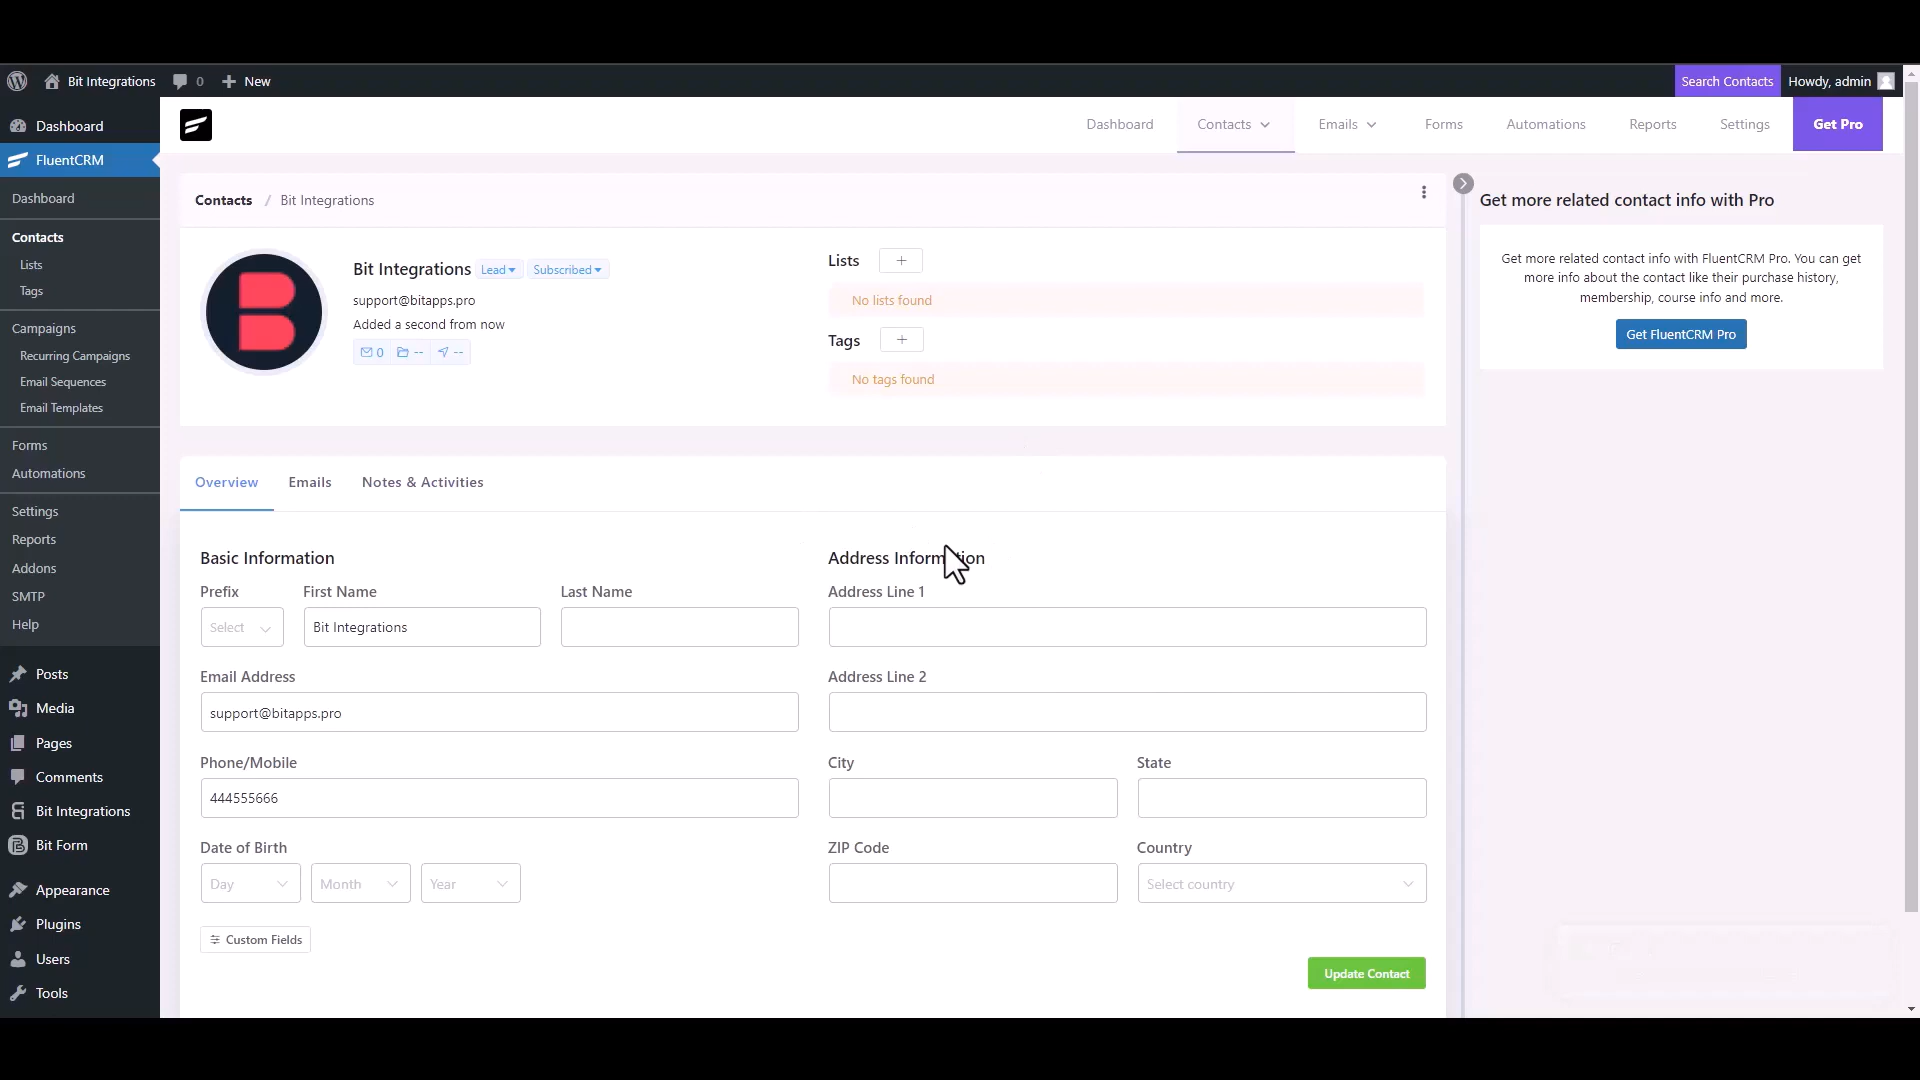 Bit Integrations
0
New
Search Contacts
Howdy, admin
Dashboard
FluentCRM
Dashboard
Contacts
Lists
Tags
Campaigns
Recurring Campaigns
Email Sequences
Email Templates
Forms
Automations
Settings
Reports
Addons
SMTP
Help
Posts
Media
Pages
Comments
Bit Integrations
Bit Form
Appearance
Plugins
Users
Tools
Dashboard
Contacts
Emails
Forms
Automations
Reports
Settings
Get Pro
Contacts / Bit Integrations
Bit Integrations Lead Subscribed
support@bitapps.pro
Added a second from now
0 -- --
Lists +
No lists found
Tags +
No tags found
Overview
Emails
Notes & Activities
Basic Information
Prefix
First Name
Last Name
Select
Bit Integrations
Email Address
support@bitapps.pro
Phone/Mobile
444555666
Date of Birth
Day
Month
Year
Custom Fields
Address Information
Address Line 1
Address Line 2
City
State
ZIP Code
Country
Select country
Update Contact
Get more related contact info with Pro
Get more related contact info with FluentCRM Pro. You can get
more info about the contact like their purchase history,
membership, course info and more.
Get FluentCRM Pro